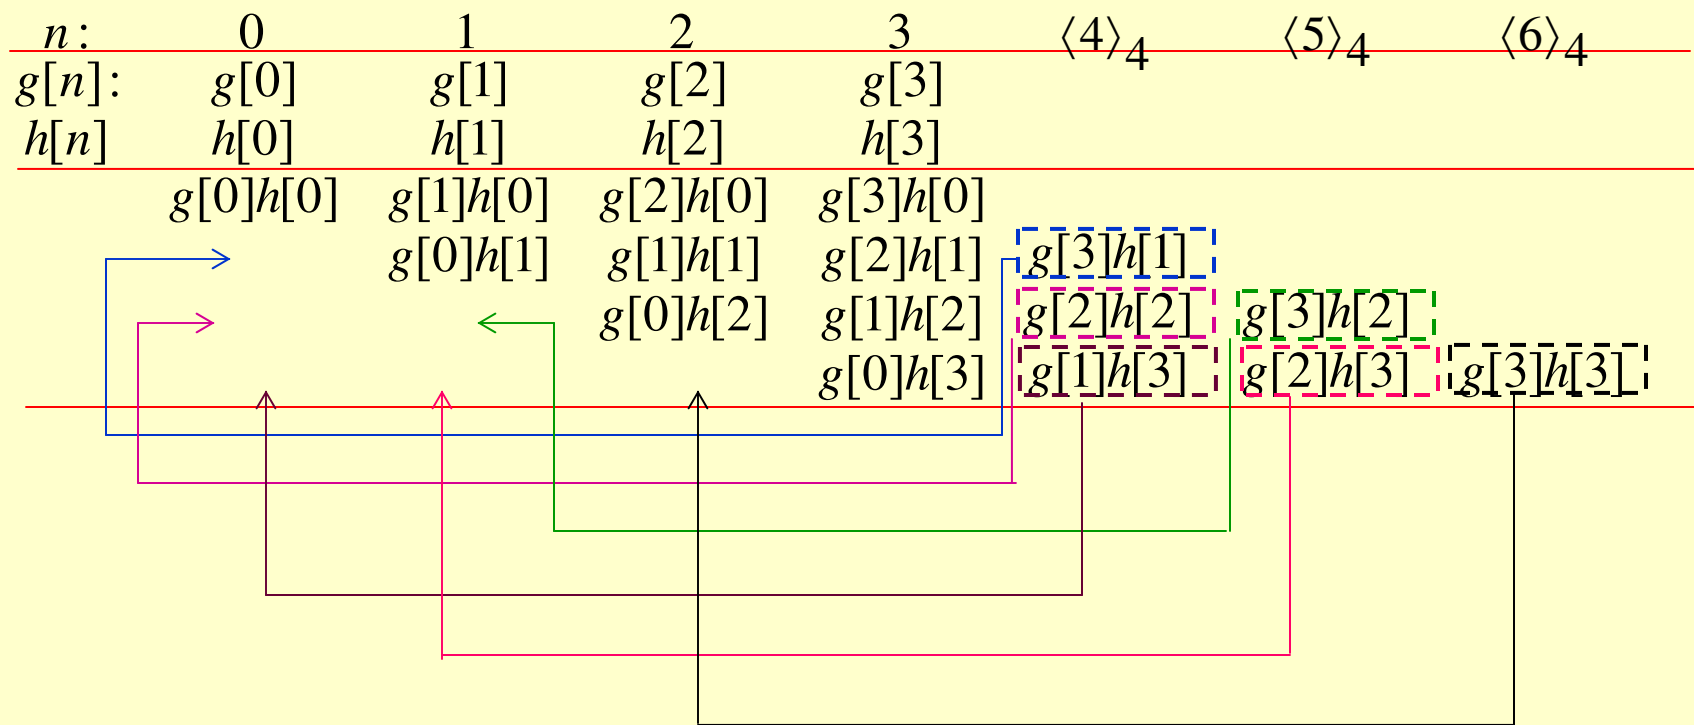 n: 0 1 2 3 ⟨4⟩₄ ⟨5⟩₄ ⟨6⟩₄
g[n]: g[0] g[1] g[2] g[3]
h[n] h[0] h[1] h[2] h[3]
g[0]h[0] g[1]h[0] g[2]h[0] g[3]h[0]
g[0]h[1] g[1]h[1] g[2]h[1] g[3]h[1]
g[0]h[2] g[1]h[2] g[2]h[2] g[3]h[2]
g[0]h[3] g[1]h[3] g[2]h[3] g[3]h[3]